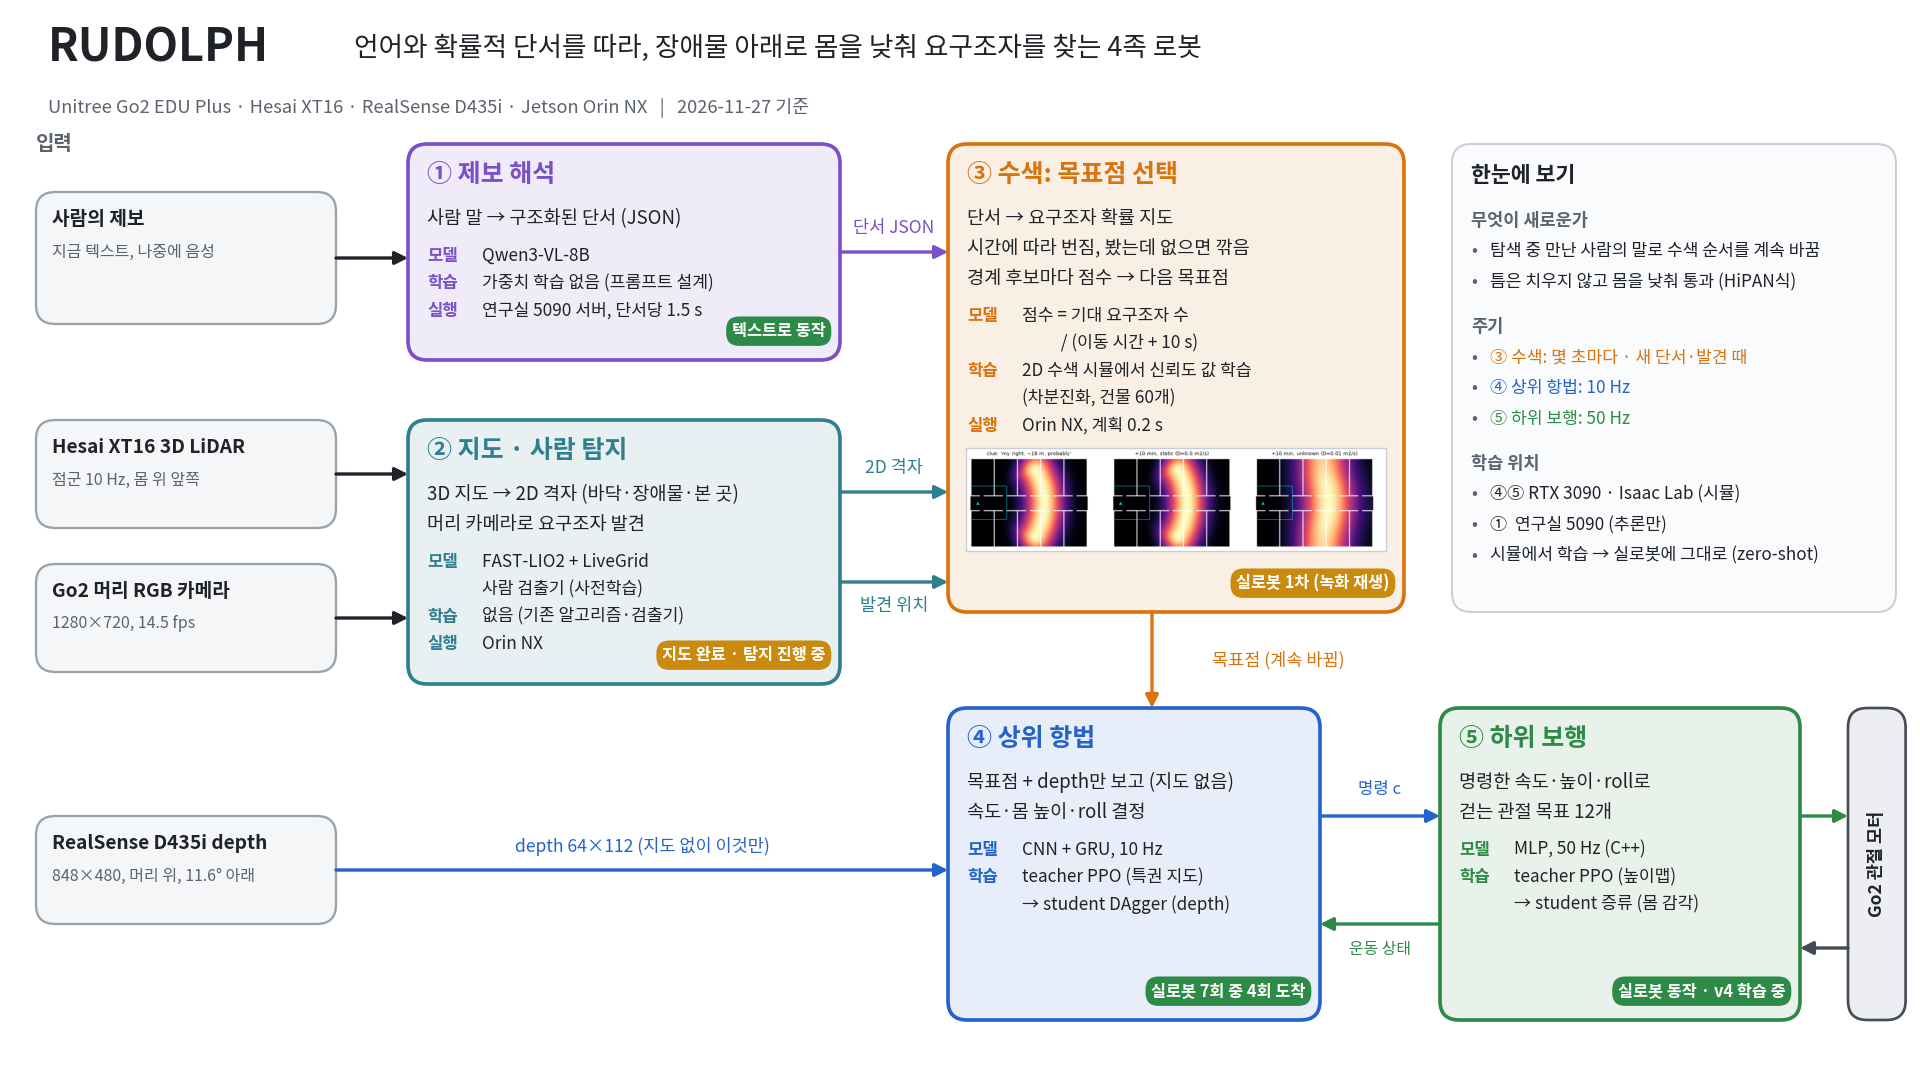 RUDOLPH
언어와 확률적 단서를 따라, 장애물 아래로 몸을 낮춰 요구조자를 찾는 4족 로봇
Unitree Go2 EDU Plus · Hesai XT16 · RealSense D435i · Jetson Orin NX | 2026-11-27 기준
입력
사람의 제보
지금 텍스트, 나중에 음성
Hesai XT16 3D LiDAR
점군 10 Hz, 몸 위 앞쪽
Go2 머리 RGB 카메라
1280×720, 14.5 fps
RealSense D435i depth
848×480, 머리 위, 11.6° 아래
① 제보 해석
사람 말 → 구조화된 단서 (JSON)
모델 Qwen3-VL-8B
학습 가중치 학습 없음 (프롬프트 설계)
실행 연구실 5090 서버, 단서당 1.5 s
텍스트로 동작
단서 JSON
② 지도 · 사람 탐지
3D 지도 → 2D 격자 (바닥·장애물·본 곳)
머리 카메라로 요구조자 발견
모델 FAST-LIO2 + LiveGrid
사람 검출기 (사전학습)
학습 없음 (기존 알고리즘·검출기)
실행 Orin NX
지도 완료 · 탐지 진행 중
2D 격자
발견 위치
③ 수색: 목표점 선택
단서 → 요구조자 확률 지도
시간에 따라 번짐, 봤는데 없으면 깎음
경계 후보마다 점수 → 다음 목표점
모델 점수 = 기대 요구조자 수
/ (이동 시간 + 10 s)
학습 2D 수색 시뮬에서 신뢰도 값 학습
(차분진화, 건물 60개)
실행 Orin NX, 계획 0.2 s
clue: 'my right, ~18 m, probably'
+10 min, static (D=0.0 m2/s)
+10 min, unknown (D=0.01 m2/s)
실로봇 1차 (녹화 재생)
목표점 (계속 바뀜)
한눈에 보기
무엇이 새로운가
• 탐색 중 만난 사람의 말로 수색 순서를 계속 바꿈
• 틈은 치우지 않고 몸을 낮춰 통과 (HiPAN식)
주기
• ③ 수색: 몇 초마다 · 새 단서·발견 때
• ④ 상위 항법: 10 Hz
• ⑤ 하위 보행: 50 Hz
학습 위치
• ④⑤ RTX 3090 · Isaac Lab (시뮬)
• ① 연구실 5090 (추론만)
• 시뮬에서 학습 → 실로봇에 그대로 (zero-shot)
depth 64×112 (지도 없이 이것만)
④ 상위 항법
목표점 + depth만 보고 (지도 없음)
속도·몸 높이·roll 결정
모델 CNN + GRU, 10 Hz
학습 teacher PPO (특권 지도)
→ student DAgger (depth)
실로봇 7회 중 4회 도착
명령 c
운동 상태
⑤ 하위 보행
명령한 속도·높이·roll로
걷는 관절 목표 12개
모델 MLP, 50 Hz (C++)
학습 teacher PPO (높이맵)
→ student 증류 (몸 감각)
실로봇 동작 · v4 학습 중
Go2 관절 모터